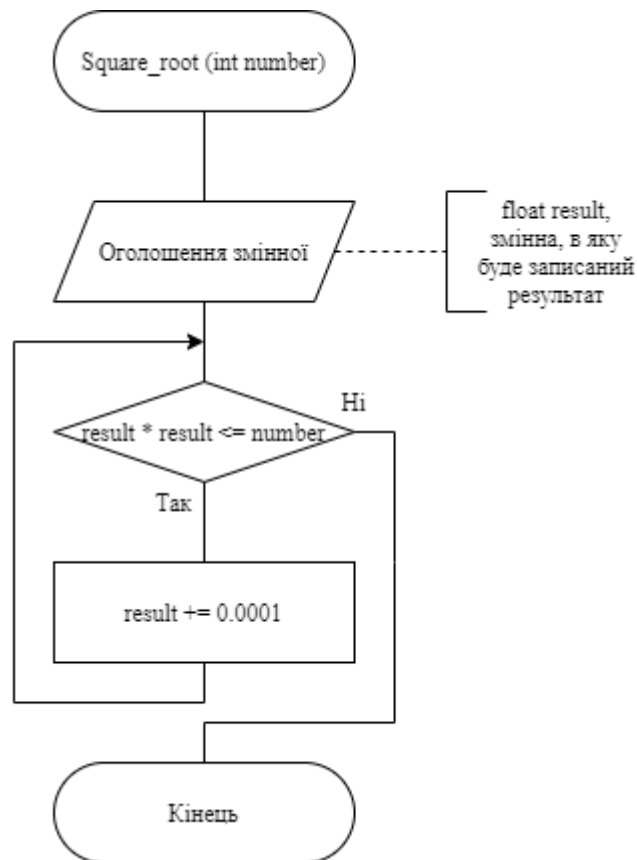 Square_root (int number)
Оголошення змінної
float result,
змінна, в яку
буде записаний
результат
result * result <= number
Ні
Так
result += 0.0001
Кінець